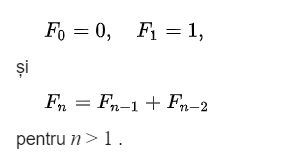 F₀ = 0, F₁ = 1,
și
Fₙ = Fₙ₋₁ + Fₙ₋₂
pentru n > 1 .